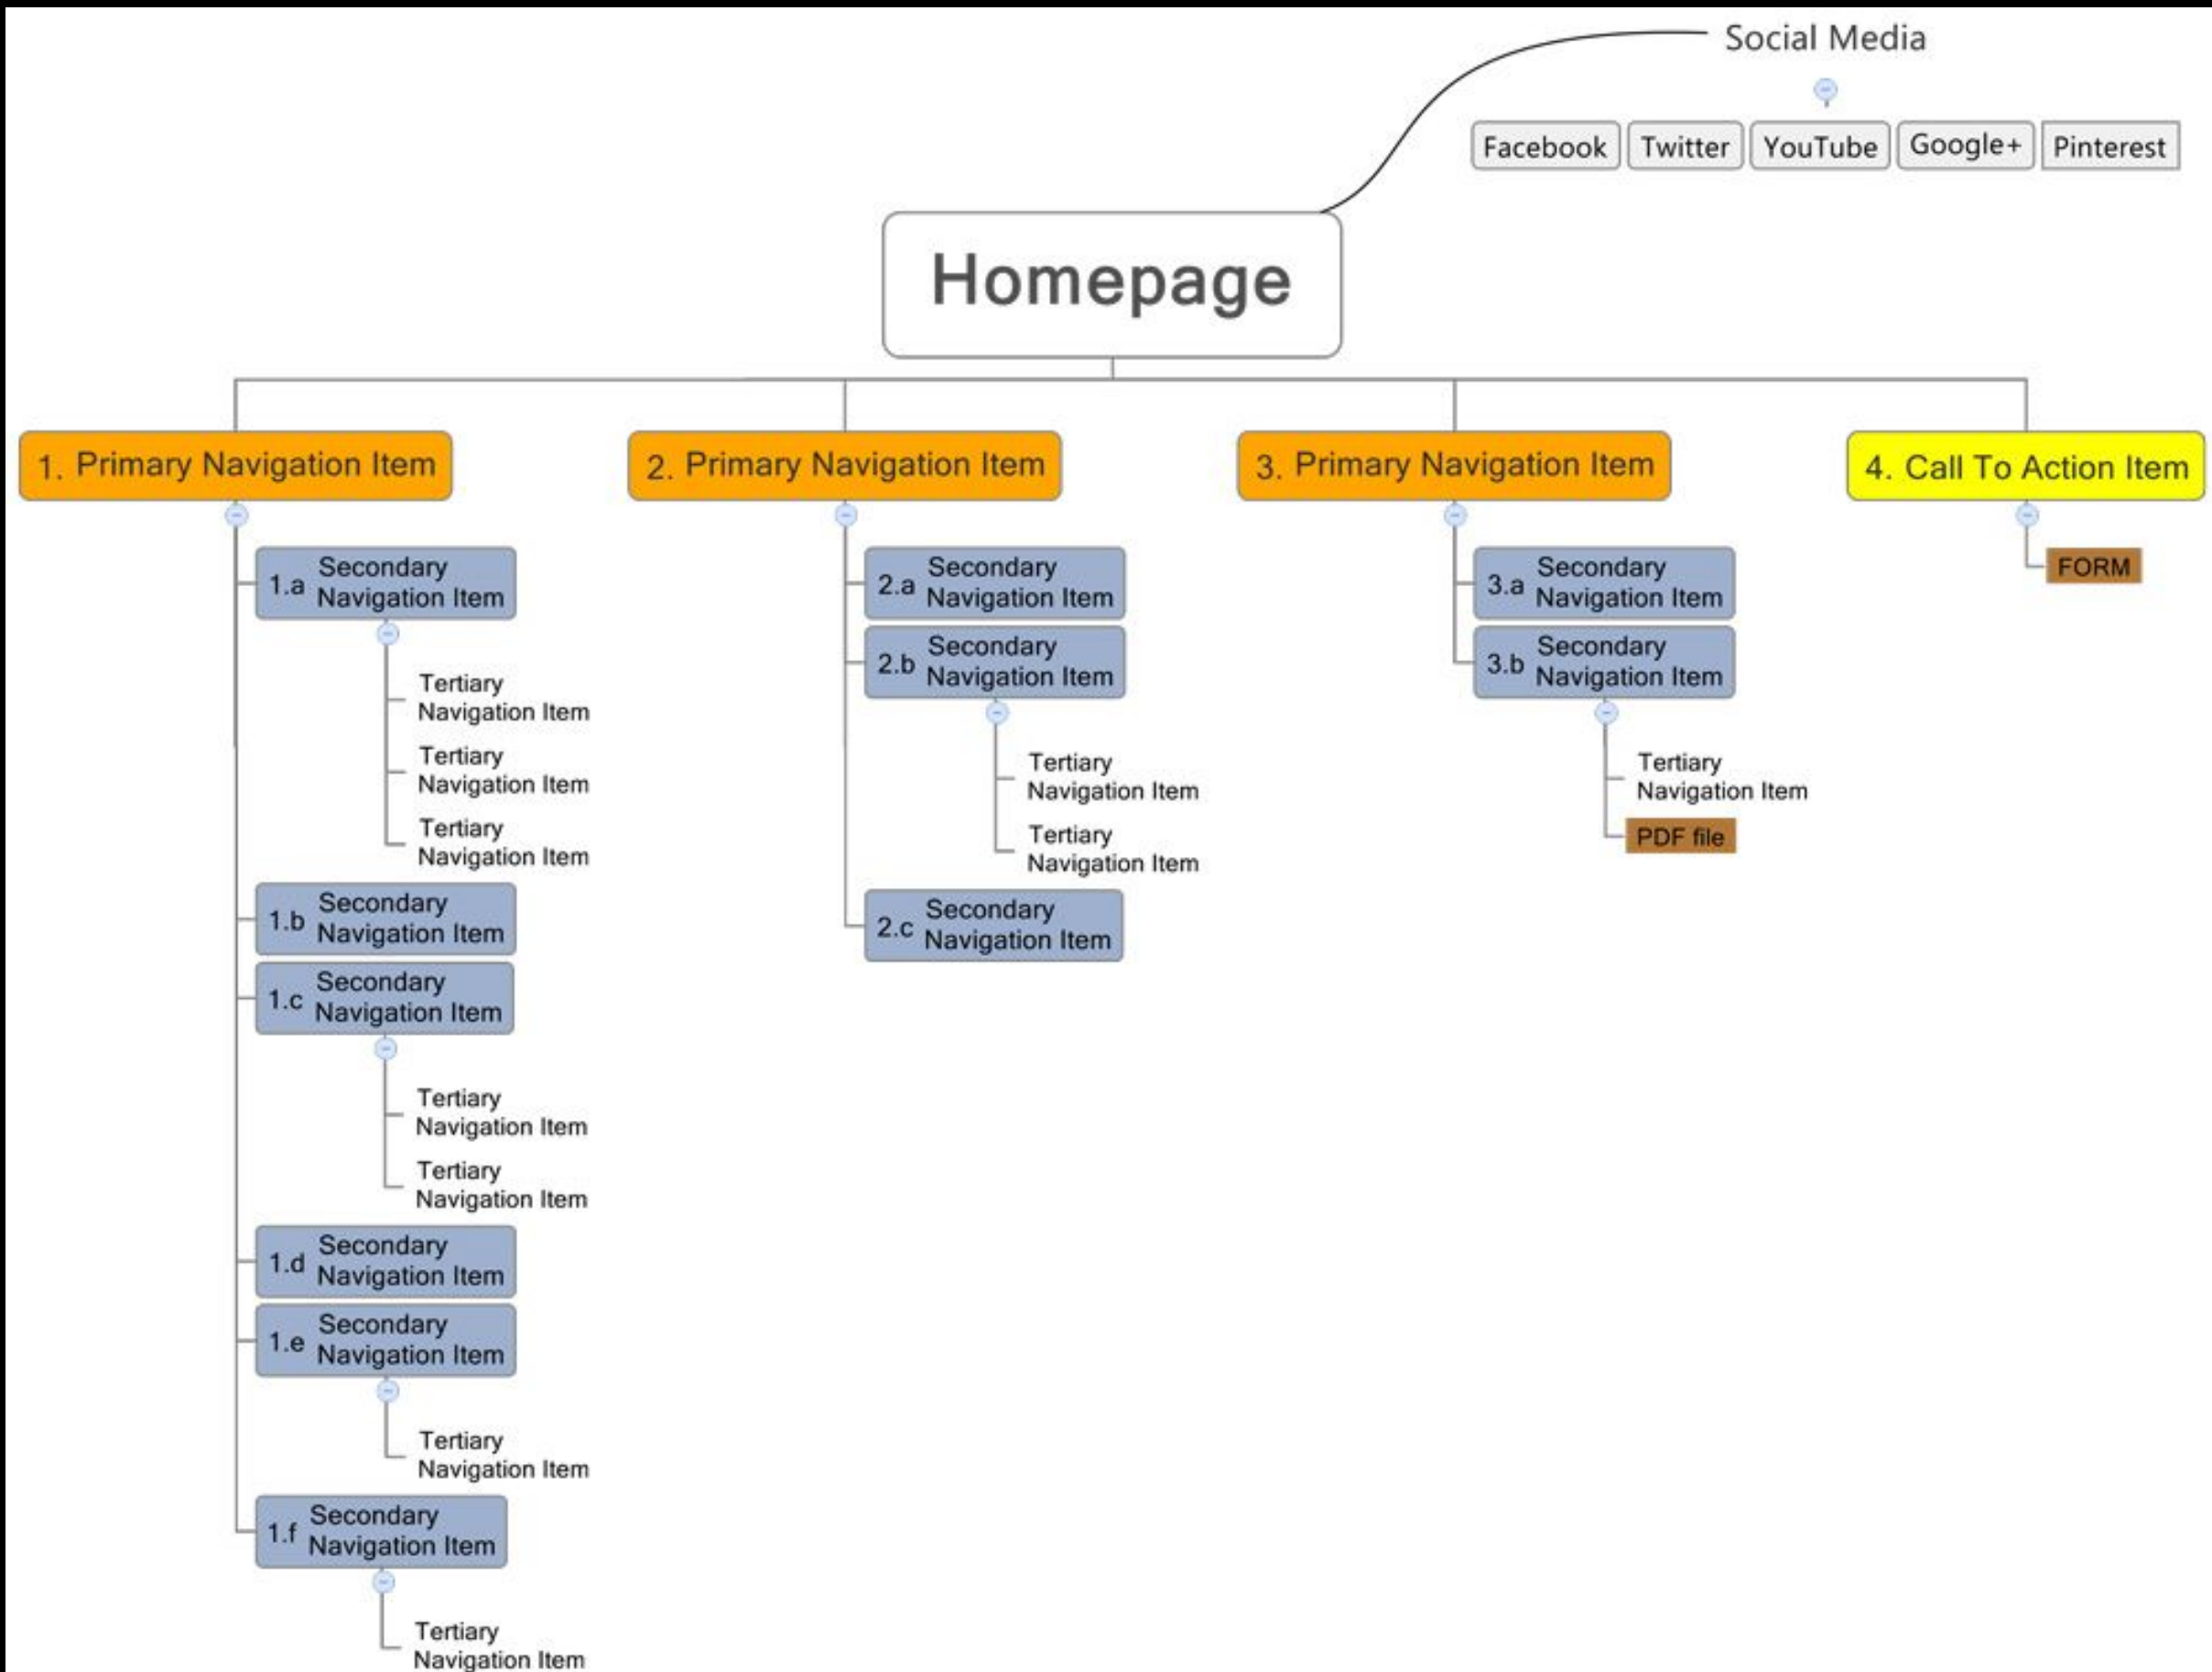 Social Media
Facebook Twitter YouTube Google+ Pinterest
Homepage
1. Primary Navigation Item
1.a Secondary
Navigation Item
Tertiary
Navigation Item
Tertiary
Navigation Item
Tertiary
Navigation Item
1.b Secondary
Navigation Item
1.c Secondary
Navigation Item
Tertiary
Navigation Item
Tertiary
Navigation Item
1.d Secondary
Navigation Item
1.e Secondary
Navigation Item
Tertiary
Navigation Item
1.f Secondary
Navigation Item
Tertiary
Navigation Item
2. Primary Navigation Item
2.a Secondary
Navigation Item
2.b Secondary
Navigation Item
Tertiary
Navigation Item
Tertiary
Navigation Item
2.c Secondary
Navigation Item
3. Primary Navigation Item
3.a Secondary
Navigation Item
3.b Secondary
Navigation Item
Tertiary
Navigation Item
PDF file
4. Call To Action Item
FORM